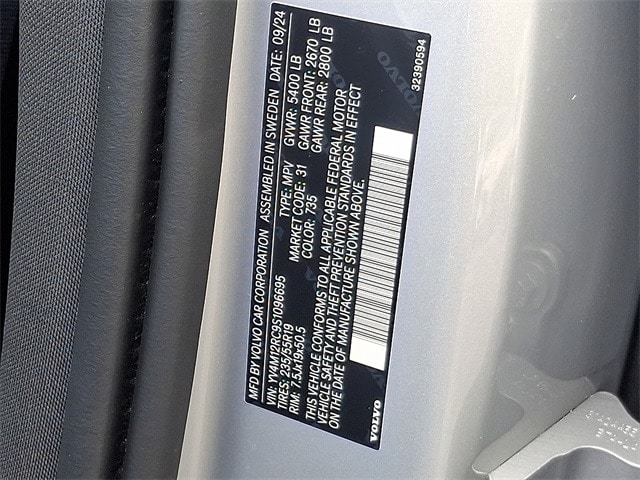 MFD BY VOLVO CAR CORPORATION ASSEMBLED IN SWEDEN DATE: 09/24
VIN: YV4M12RC9S1096695 TYPE: MPV GVWR: 5400 LB
TIRES: 235/55R19 MARKET CODE: 31 GAWR FRONT: 2670 LB
RIM: 7.5Jx19x50.5 COLOR: 735 GAWR REAR: 2800 LB
THIS VEHICLE CONFORMS TO ALL APPLICABLE FEDERAL MOTOR
VEHICLE SAFETY AND THEFT PREVENTION STANDARDS IN EFFECT
ON THE DATE OF MANUFACTURE SHOWN ABOVE.
VOLVO
32390594